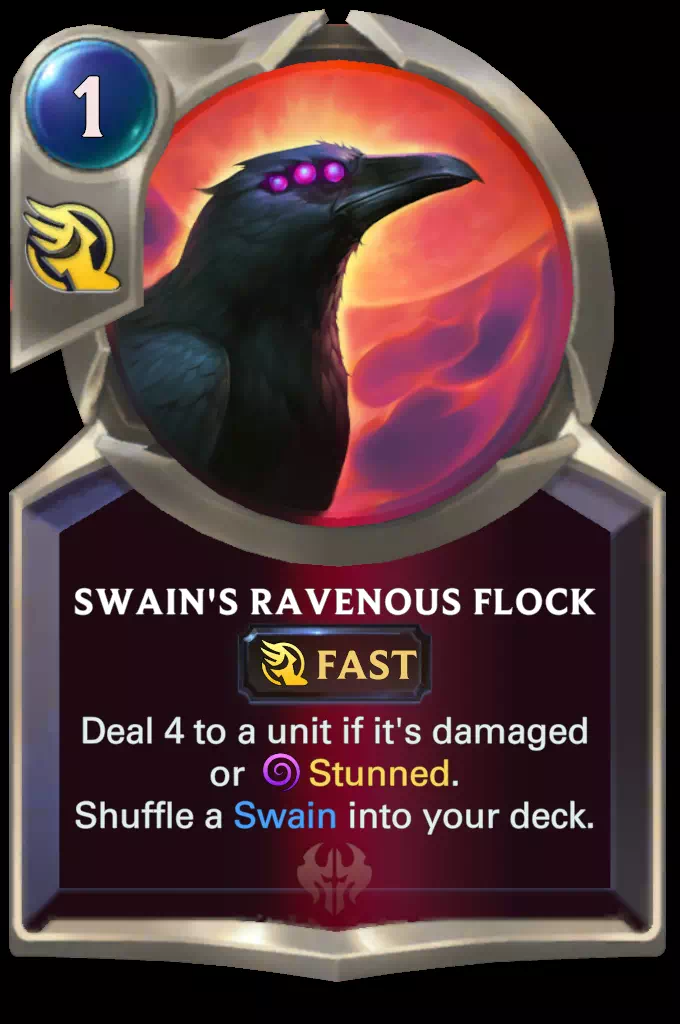 1
SWAIN'S RAVENOUS FLOCK
FAST
Deal 4 to a unit if it's damaged
or Stunned.
Shuffle a Swain into your deck.